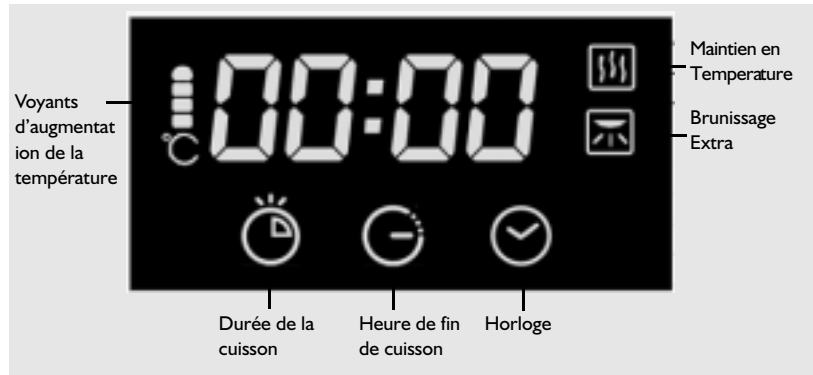 00:00
°C
Maintien en
Temperature
Voyants
d'augmentat
ion de la
température
Brunissage
Extra
Durée de la
cuisson
Heure de fin
de cuisson
Horloge